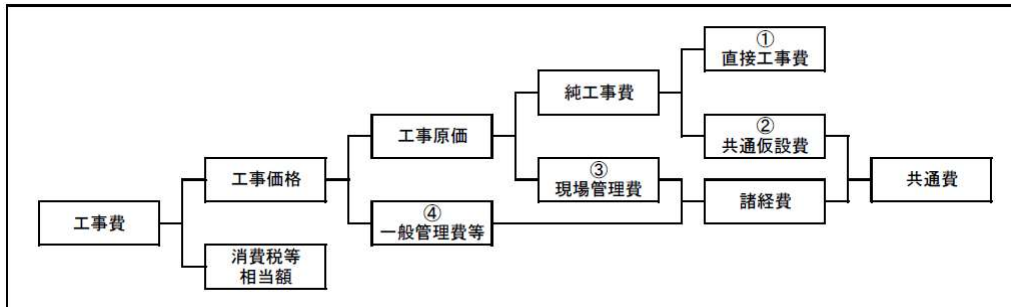 ①
直接工事費
純工事費
工事原価
②
共通仮設費
工事価格
③
現場管理費
諸経費
共通費
工事費
④
一般管理費等
消費税等
相当額